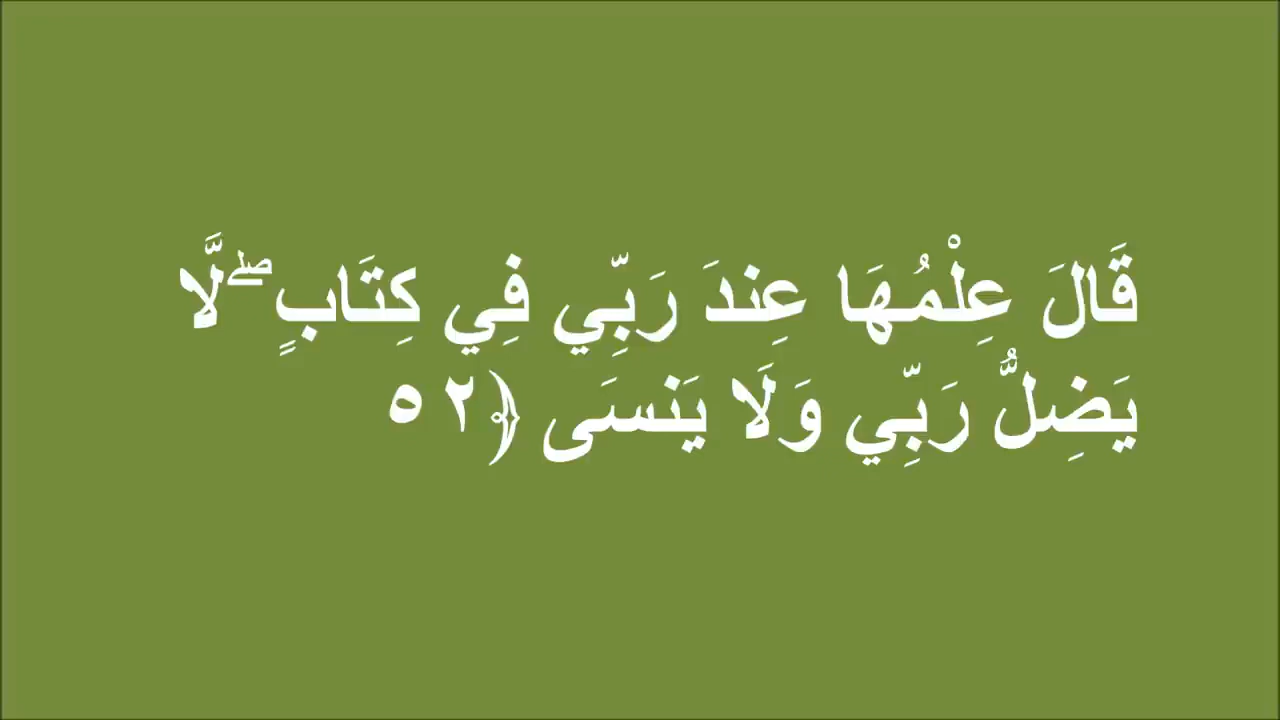 قَالَ عِلْمُهَا عِندَ رَبِّي فِي كِتَابٍ ۖ لَّا
يَضِلُّ رَبِّي وَلَا يَنسَى ﴿٥٢